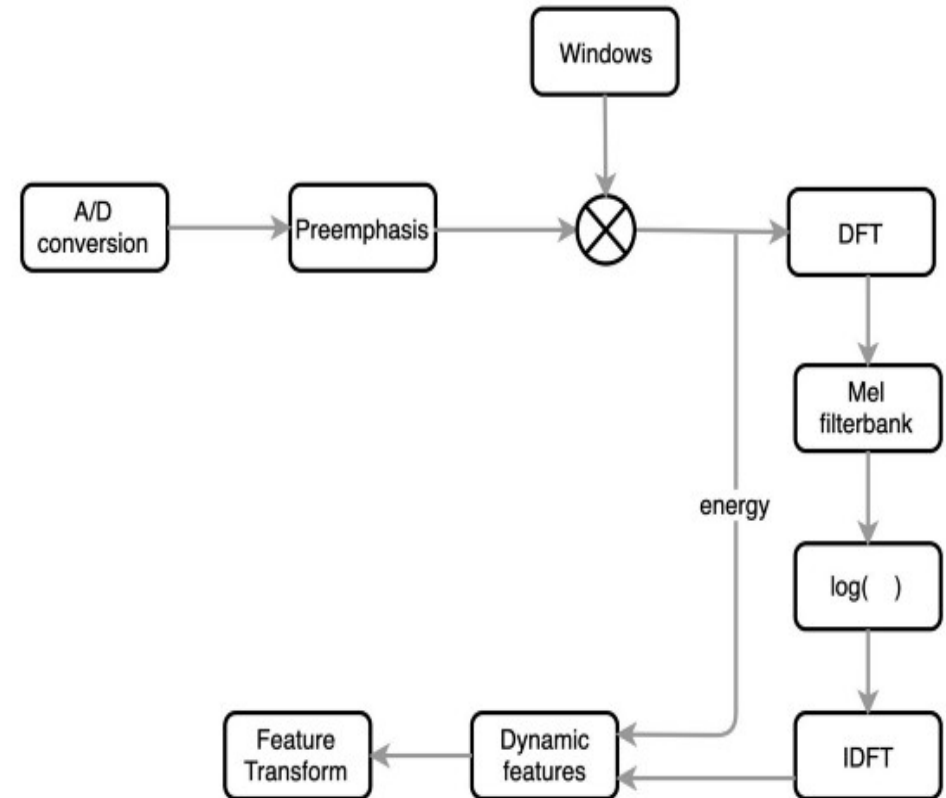 Windows
A/D
conversion
Preemphasis
DFT
Mel
filterbank
energy
log( )
Feature
Transform
Dynamic
features
IDFT